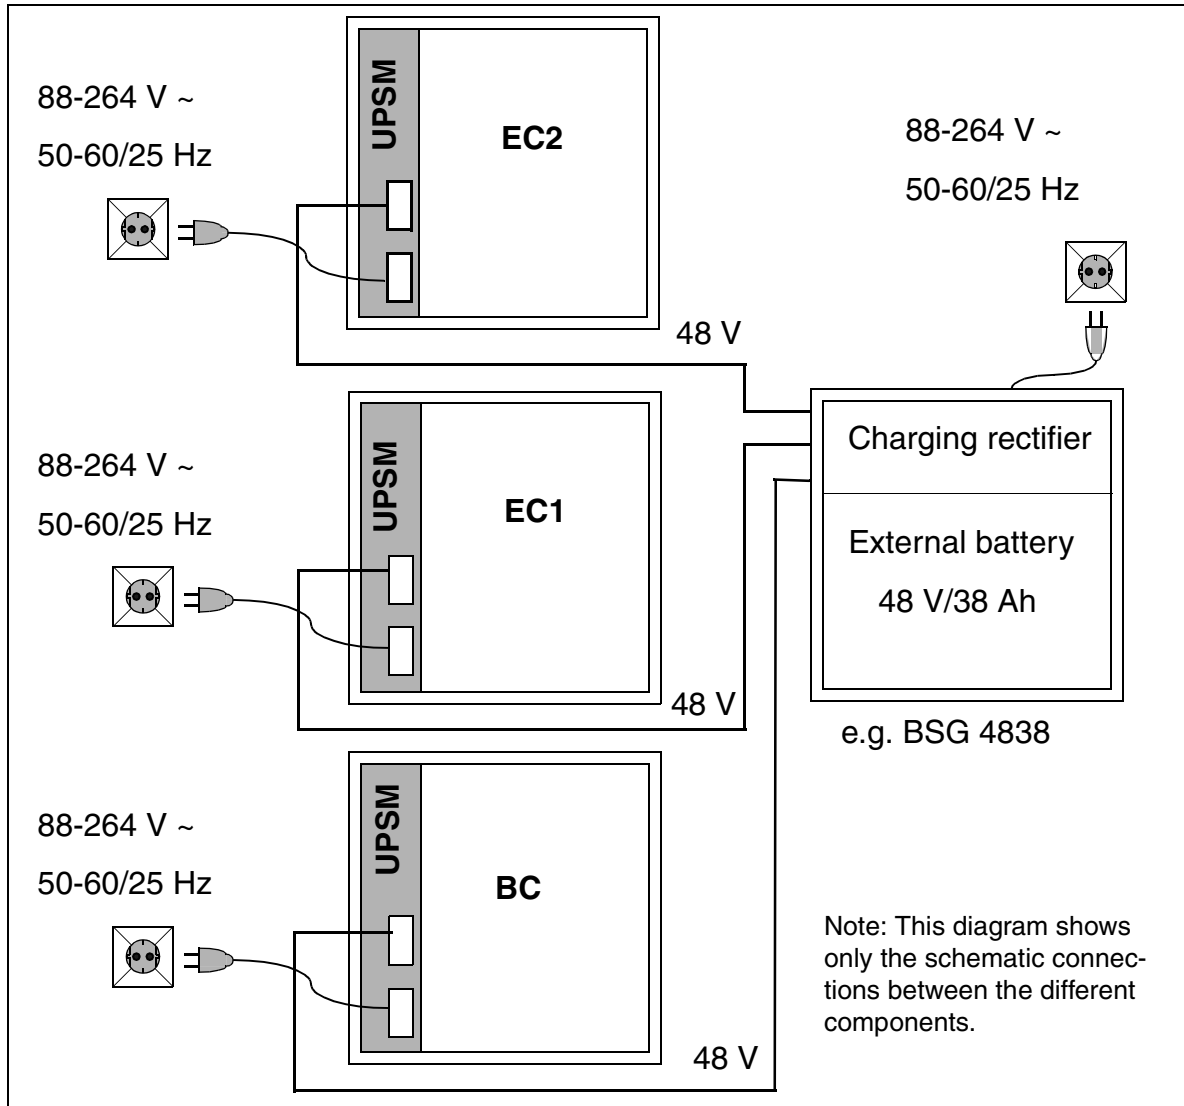 88-264 V ~
50-60/25 Hz
UPSM
EC2
48 V
88-264 V ~
50-60/25 Hz
88-264 V ~
50-60/25 Hz
UPSM
EC1
48 V
Charging rectifier
External battery
48 V/38 Ah
e.g. BSG 4838
88-264 V ~
50-60/25 Hz
UPSM
BC
48 V
Note: This diagram shows
only the schematic connec-
tions between the different
components.